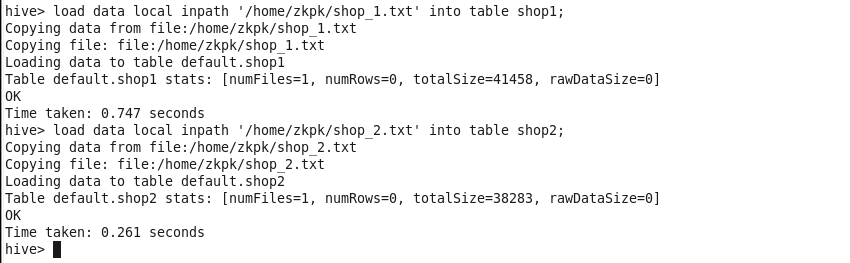 hive> load data local inpath '/home/zkpk/shop_1.txt' into table shop1;
Copying data from file:/home/zkpk/shop_1.txt
Copying file: file:/home/zkpk/shop_1.txt
Loading data to table default.shop1
Table default.shop1 stats: [numFiles=1, numRows=0, totalSize=41458, rawDataSize=0]
OK
Time taken: 0.747 seconds
hive> load data local inpath '/home/zkpk/shop_2.txt' into table shop2;
Copying data from file:/home/zkpk/shop_2.txt
Copying file: file:/home/zkpk/shop_2.txt
Loading data to table default.shop2
Table default.shop2 stats: [numFiles=1, numRows=0, totalSize=38283, rawDataSize=0]
OK
Time taken: 0.261 seconds
hive>